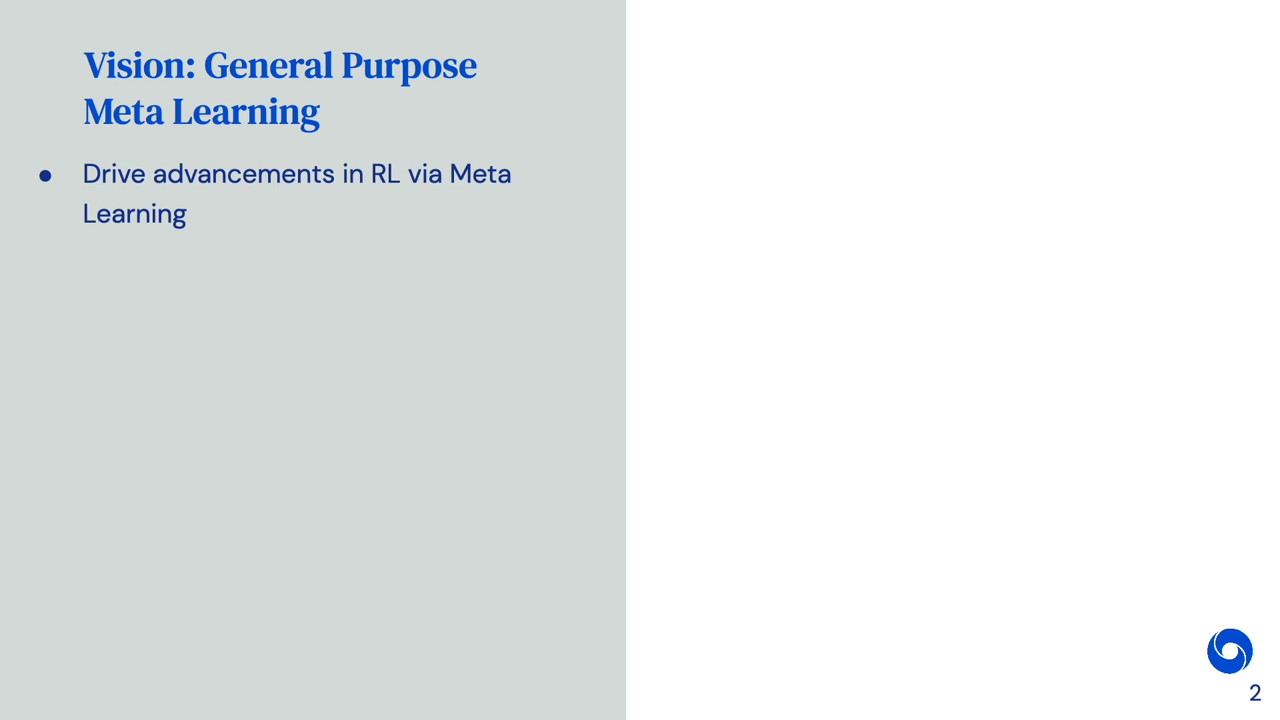 Vision: General Purpose
Meta Learning
● Drive advancements in RL via Meta
Learning
2